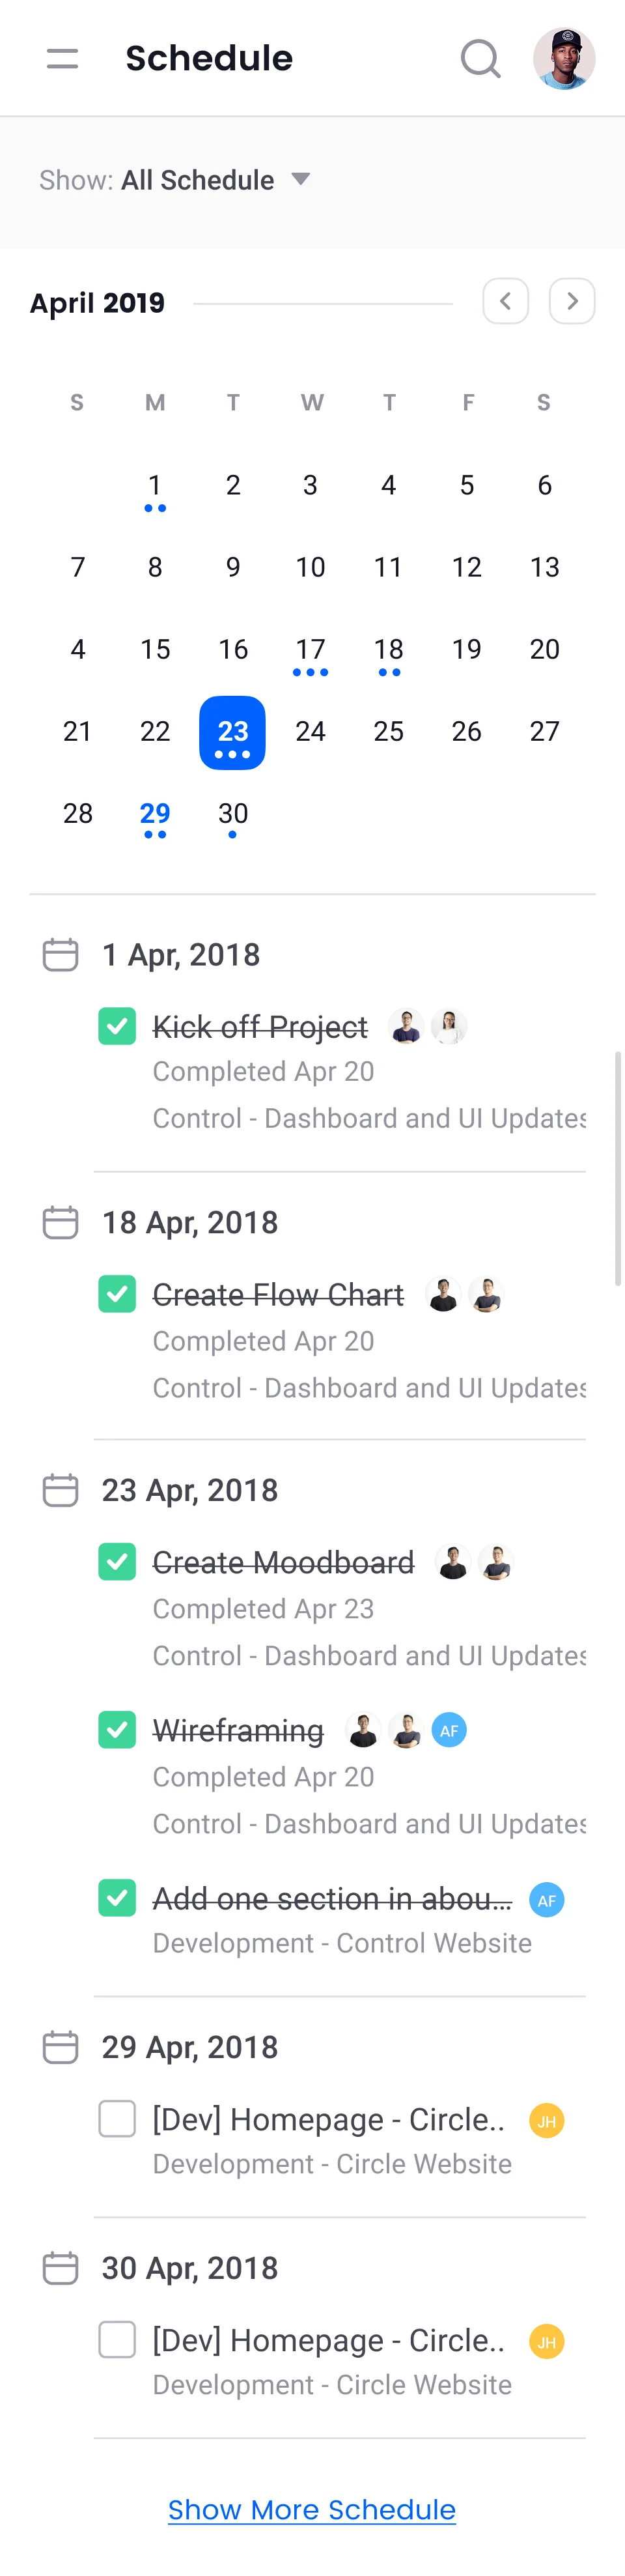 Schedule
Show: All Schedule
April 2019
S M T W T F S
1 2 3 4 5 6
7 8 9 10 11 12 13
4 15 16 17 18 19 20
21 22 23 24 25 26 27
28 29 30
1 Apr, 2018
Kick off Project
Completed Apr 20
Control - Dashboard and UI Updates
18 Apr, 2018
Create Flow Chart
Completed Apr 20
Control - Dashboard and UI Updates
23 Apr, 2018
Create Moodboard
Completed Apr 23
Control - Dashboard and UI Updates
Wireframing AF
Completed Apr 20
Control - Dashboard and UI Updates
Add one section in abou... AF
Development - Control Website
29 Apr, 2018
[Dev] Homepage - Circle.. JH
Development - Circle Website
30 Apr, 2018
[Dev] Homepage - Circle.. JH
Development - Circle Website
Show More Schedule